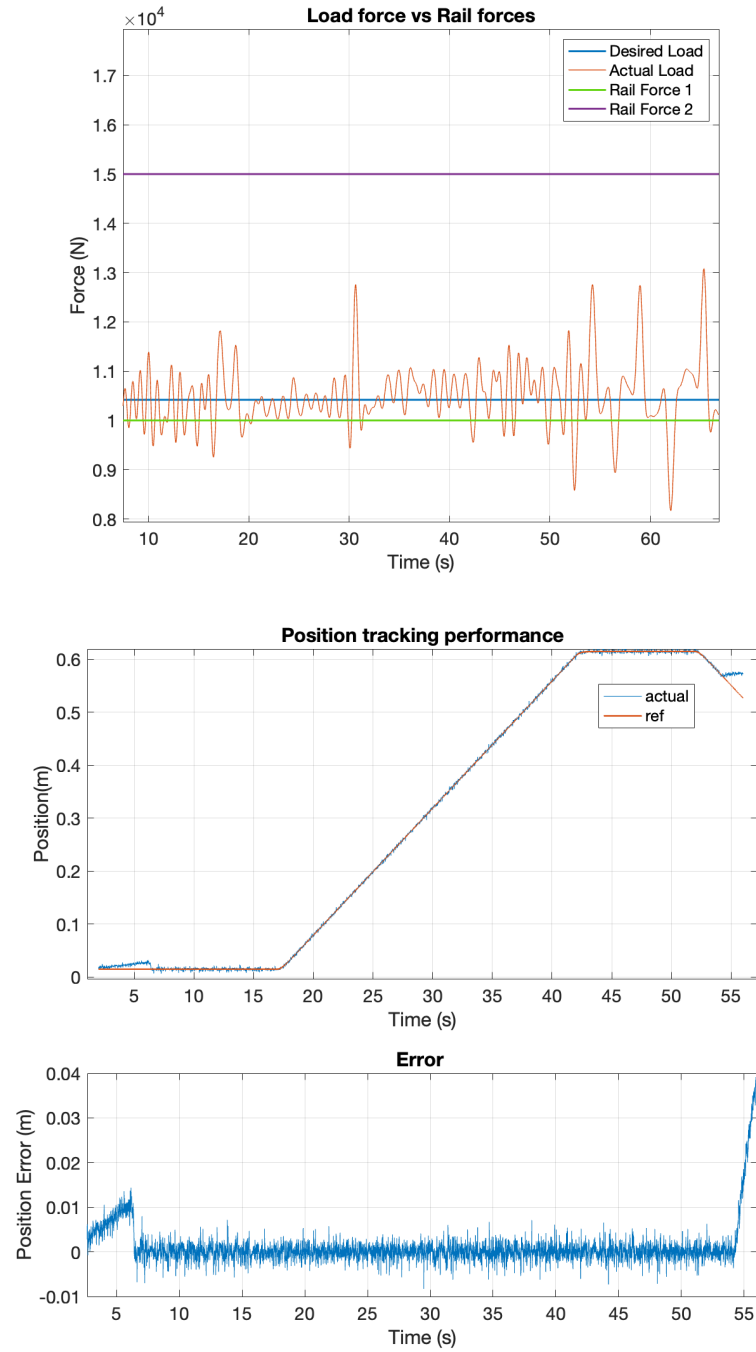 ×10⁴
Load force vs Rail forces
Desired Load
Actual Load
Rail Force 1
Rail Force 2
1.7
1.6
1.5
1.4
1.3
1.2
1.1
1
0.9
0.8
Force (N)
10 20 30 40 50 60
Time (s)
Position tracking performance
actual
ref
0.6
0.5
0.4
0.3
0.2
0.1
0
Position(m)
5 10 15 20 25 30 35 40 45 50 55
Time (s)
Error
0.04
0.03
0.02
0.01
0
-0.01
Position Error (m)
5 10 15 20 25 30 35 40 45 50 55
Time (s)